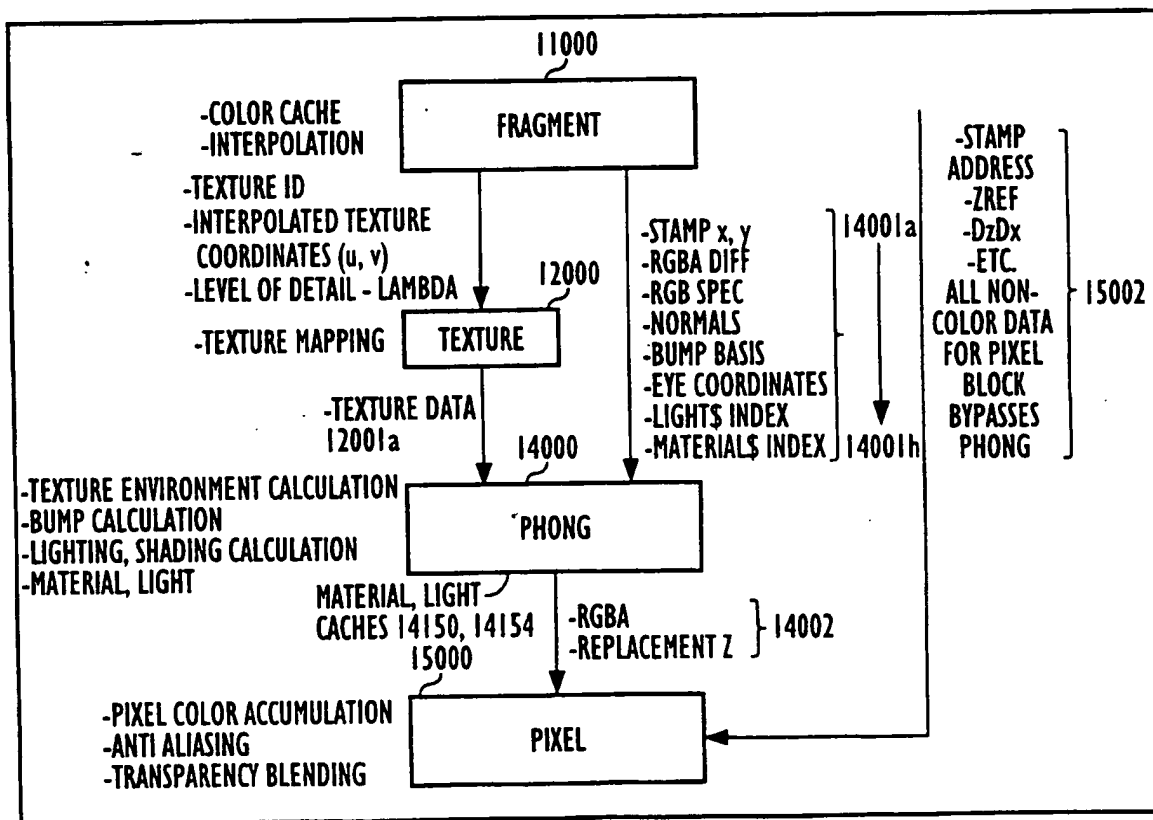 11000
-COLOR CACHE
-INTERPOLATION
FRAGMENT
-TEXTURE ID
-INTERPOLATED TEXTURE
COORDINATES (u, v)
-LEVEL OF DETAIL - LAMBDA
12000
-TEXTURE MAPPING
TEXTURE
-STAMP x, y
-RGBA DIFF
-RGB SPEC
-NORMALS
-BUMP BASIS
-EYE COORDINATES
-LIGHT$ INDEX
-MATERIAL$ INDEX
14001a
14001h
-STAMP
ADDRESS
-ZREF
-DzDx
-ETC.
ALL NON-
COLOR DATA
FOR PIXEL
BLOCK
BYPASSES
PHONG
15002
-TEXTURE DATA
12001a
14000
-TEXTURE ENVIRONMENT CALCULATION
-BUMP CALCULATION
-LIGHTING, SHADING CALCULATION
-MATERIAL, LIGHT
PHONG
MATERIAL, LIGHT
CACHES 14150, 14154
-RGBA
-REPLACEMENT Z
14002
15000
-PIXEL COLOR ACCUMULATION
-ANTI ALIASING
-TRANSPARENCY BLENDING
PIXEL